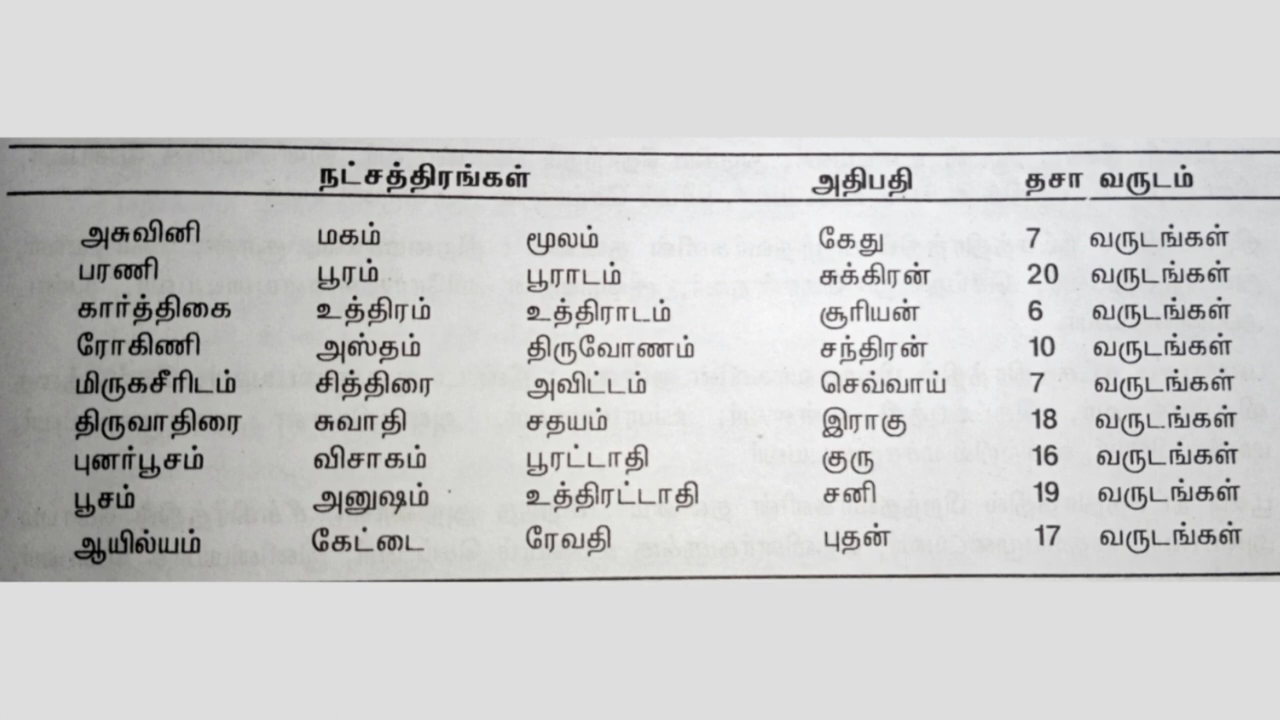 நட்சத்திரங்கள் அதிபதி தசா வருடம்
அசுவினி மகம் மூலம் கேது 7 வருடங்கள்
பரணி பூரம் பூராடம் சுக்கிரன் 20 வருடங்கள்
கார்த்திகை உத்திரம் உத்திராடம் சூரியன் 6 வருடங்கள்
ரோகிணி அஸ்தம் திருவோணம் சந்திரன் 10 வருடங்கள்
மிருகசீரிடம் சித்திரை அவிட்டம் செவ்வாய் 7 வருடங்கள்
திருவாதிரை சுவாதி சதயம் இராகு 18 வருடங்கள்
புனர்பூசம் விசாகம் பூரட்டாதி குரு 16 வருடங்கள்
பூசம் அனுஷம் உத்திரட்டாதி சனி 19 வருடங்கள்
ஆயில்யம் கேட்டை ரேவதி புதன் 17 வருடங்கள்